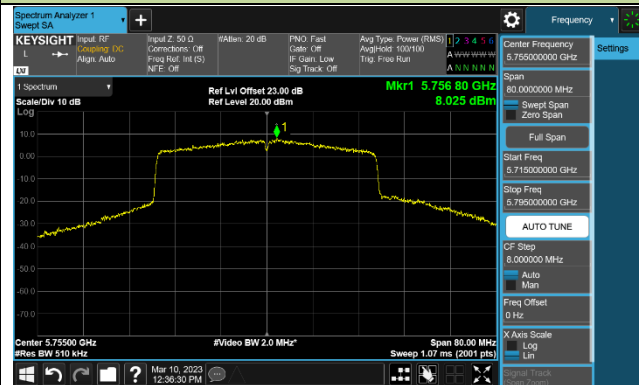 Spectrum Analyzer 1
Swept SA
Frequency
KEYSIGHT
Input: RF
Coupling: DC
Align: Auto
Input Z: 50 Ω
Corrections: Off
Freq Ref: Int (S)
NFE: Off
#Atten: 20 dB
PNO: Fast
Gate: Off
IF Gain: Low
Sig Track: Off
Avg Type: Power (RMS)
Avg|Hold: 100/100
Trig: Free Run
1 2 3 4 5 6
A W W W W W
A N N N N N
L
LXI
1 Spectrum
Scale/Div 10 dB
Log
Ref Lvl Offset 23.00 dB
Ref Level 20.00 dBm
Mkr1 5.756 80 GHz
8.025 dBm
1
10.0
0.00
-10.0
-20.0
-30.0
-40.0
-50.0
-60.0
-70.0
Center 5.75500 GHz
#Res BW 510 kHz
#Video BW 2.0 MHz*
Span 80.00 MHz
Sweep 1.07 ms (2001 pts)
Center Frequency
5.755000000 GHz
Settings
Span
80.0000000 MHz
Swept Span
Zero Span
Full Span
Start Freq
5.715000000 GHz
Stop Freq
5.795000000 GHz
AUTO TUNE
CF Step
8.000000 MHz
Auto
Man
Freq Offset
0 Hz
X Axis Scale
Log
Lin
Signal Track
(Span Zoom)
Mar 10, 2023
12:36:30 PM